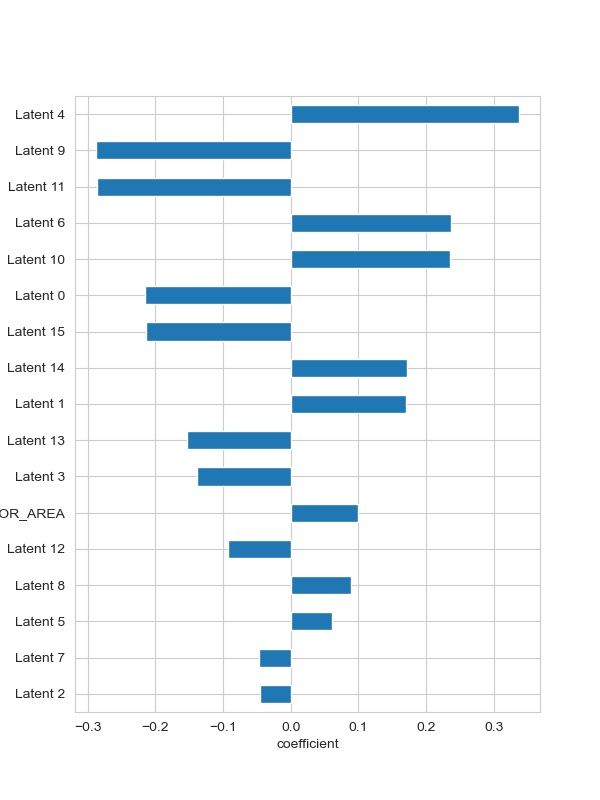 Latent 4
Latent 9
Latent 11
Latent 6
Latent 10
Latent 0
Latent 15
Latent 14
Latent 1
Latent 13
Latent 3
OR_AREA
Latent 12
Latent 8
Latent 5
Latent 7
Latent 2
−0.3 −0.2 −0.1 0.0 0.1 0.2 0.3
coefficient